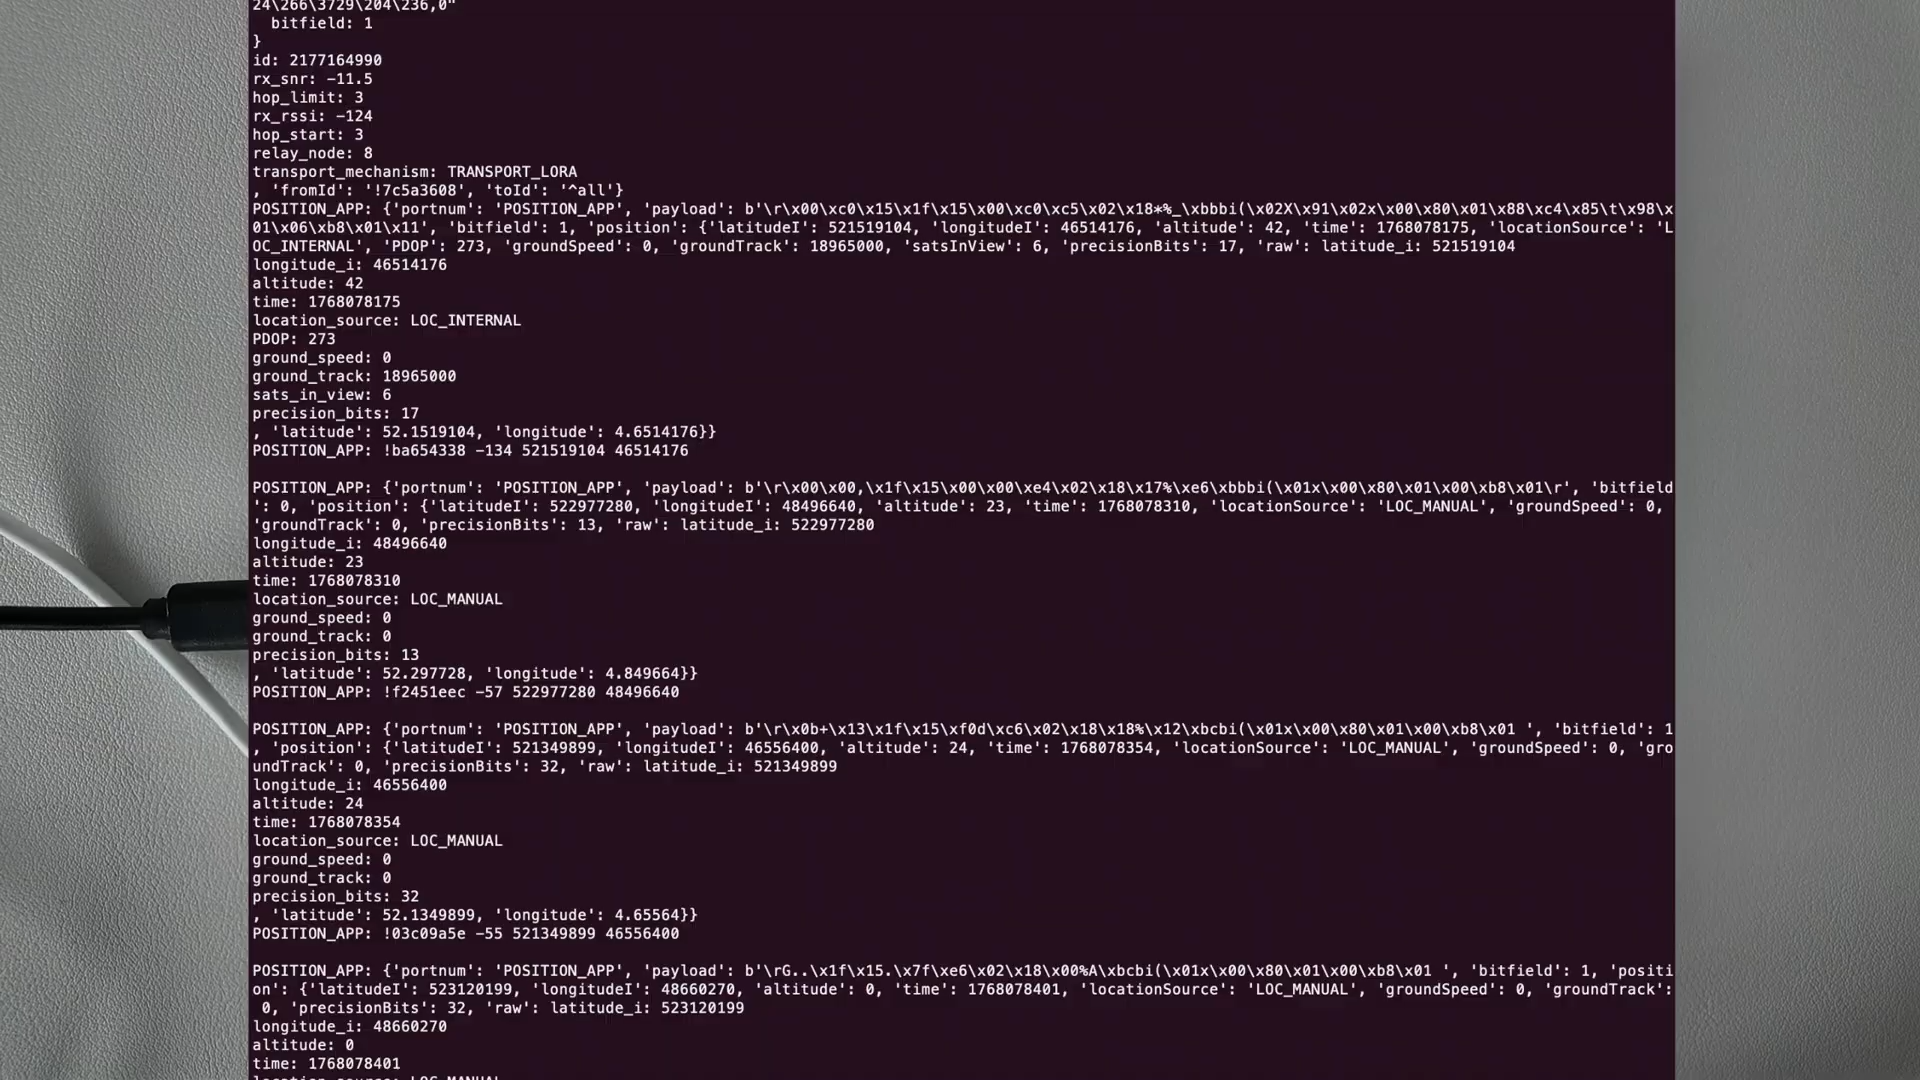 24\266\3729\204\236,0"
  bitfield: 1
}
id: 2177164990
rx_snr: -11.5
hop_limit: 3
rx_rssi: -124
hop_start: 3
relay_node: 8
transport_mechanism: TRANSPORT_LORA
, 'fromId': '!7c5a3608', 'toId': '^all'}
POSITION_APP: {'portnum': 'POSITION_APP', 'payload': b'\r\x00\xc0\x15\x1f\x15\x00\xc0\xc5\x02\x18*%_\xbbbi(\x02X\x91\x02x\x00\x80\x01\x88\xc4\x85\t\x98\x
01\x06\xb8\x01\x11', 'bitfield': 1, 'position': {'latitudeI': 521519104, 'longitudeI': 46514176, 'altitude': 42, 'time': 1768078175, 'locationSource': 'L
OC_INTERNAL', 'PDOP': 273, 'groundSpeed': 0, 'groundTrack': 18965000, 'satsInView': 6, 'precisionBits': 17, 'raw': latitude_i: 521519104
longitude_i: 46514176
altitude: 42
time: 1768078175
location_source: LOC_INTERNAL
PDOP: 273
ground_speed: 0
ground_track: 18965000
sats_in_view: 6
precision_bits: 17
, 'latitude': 52.1519104, 'longitude': 4.6514176}}
POSITION_APP: !ba654338 -134 521519104 46514176

POSITION_APP: {'portnum': 'POSITION_APP', 'payload': b'\r\x00\x00,\x1f\x15\x00\x00\xe4\x02\x18\x17%\xe6\xbbbi(\x01x\x00\x80\x01\x00\xb8\x01\r', 'bitfield
': 0, 'position': {'latitudeI': 522977280, 'longitudeI': 48496640, 'altitude': 23, 'time': 1768078310, 'locationSource': 'LOC_MANUAL', 'groundSpeed': 0,
'groundTrack': 0, 'precisionBits': 13, 'raw': latitude_i: 522977280
longitude_i: 48496640
altitude: 23
time: 1768078310
location_source: LOC_MANUAL
ground_speed: 0
ground_track: 0
precision_bits: 13
, 'latitude': 52.297728, 'longitude': 4.849664}}
POSITION_APP: !f2451eec -57 522977280 48496640

POSITION_APP: {'portnum': 'POSITION_APP', 'payload': b'\r\x0b+\x13\x1f\x15\xf0d\xc6\x02\x18\x18%\x12\xbcbi(\x01x\x00\x80\x01\x00\xb8\x01 ', 'bitfield': 1
, 'position': {'latitudeI': 521349899, 'longitudeI': 46556400, 'altitude': 24, 'time': 1768078354, 'locationSource': 'LOC_MANUAL', 'groundSpeed': 0, 'gro
undTrack': 0, 'precisionBits': 32, 'raw': latitude_i: 521349899
longitude_i: 46556400
altitude: 24
time: 1768078354
location_source: LOC_MANUAL
ground_speed: 0
ground_track: 0
precision_bits: 32
, 'latitude': 52.1349899, 'longitude': 4.65564}}
POSITION_APP: !03c09a5e -55 521349899 46556400

POSITION_APP: {'portnum': 'POSITION_APP', 'payload': b'\rG..\x1f\x15.\x7f\xe6\x02\x18\x00%A\xbcbi(\x01x\x00\x80\x01\x00\xb8\x01 ', 'bitfield': 1, 'positi
on': {'latitudeI': 523120199, 'longitudeI': 48660270, 'altitude': 0, 'time': 1768078401, 'locationSource': 'LOC_MANUAL', 'groundSpeed': 0, 'groundTrack':
 0, 'precisionBits': 32, 'raw': latitude_i: 523120199
longitude_i: 48660270
altitude: 0
time: 1768078401
location_source: LOC_MANUAL